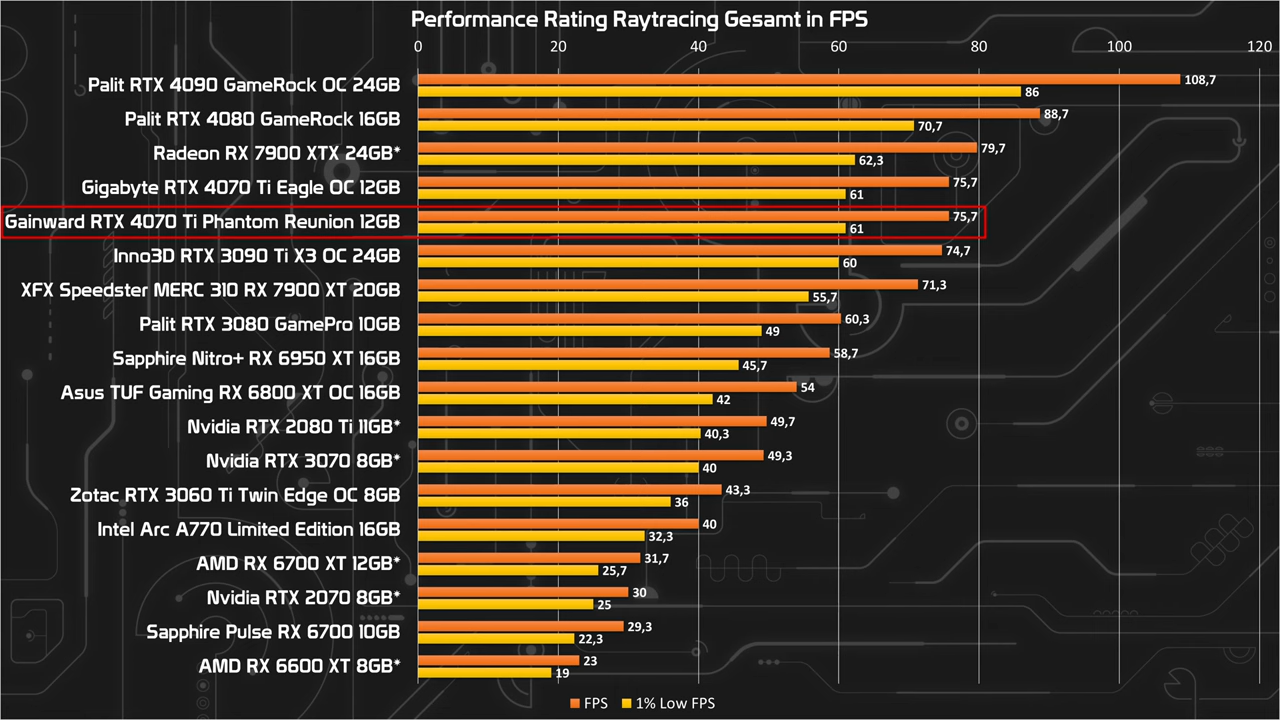 Performance Rating Raytracing Gesamt in FPS
0 20 40 60 80 100 120
Palit RTX 4090 GameRock OC 24GB 108,7
86
Palit RTX 4080 GameRock 16GB 88,7
70,7
Radeon RX 7900 XTX 24GB* 79,7
62,3
Gigabyte RTX 4070 Ti Eagle OC 12GB 75,7
61
Gainward RTX 4070 Ti Phantom Reunion 12GB 75,7
61
Inno3D RTX 3090 Ti X3 OC 24GB 74,7
60
XFX Speedster MERC 310 RX 7900 XT 20GB 71,3
55,7
Palit RTX 3080 GamePro 10GB 60,3
49
Sapphire Nitro+ RX 6950 XT 16GB 58,7
45,7
Asus TUF Gaming RX 6800 XT OC 16GB 54
42
Nvidia RTX 2080 Ti 11GB* 49,7
40,3
Nvidia RTX 3070 8GB* 49,3
40
Zotac RTX 3060 Ti Twin Edge OC 8GB 43,3
36
Intel Arc A770 Limited Edition 16GB 40
32,3
AMD RX 6700 XT 12GB* 31,7
25,7
Nvidia RTX 2070 8GB* 30
25
Sapphire Pulse RX 6700 10GB 29,3
22,3
AMD RX 6600 XT 8GB* 23
19
FPS 1% Low FPS